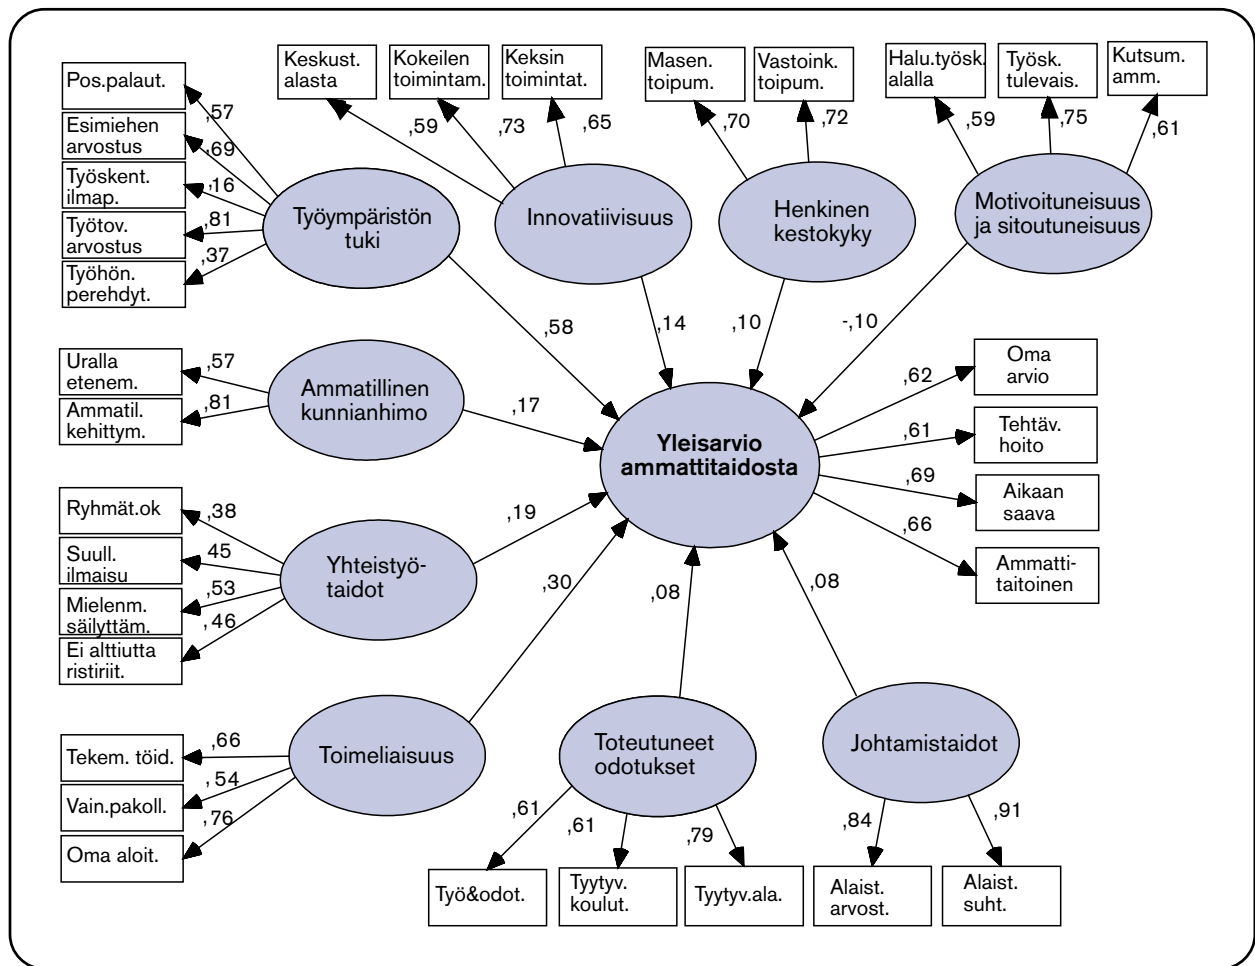 Keskust.
alasta
Kokeilen
toimintam.
Keksin
toimintat.
Masen.
toipum.
Vastoink.
toipum.
Halu.työsk.
alalla
Työsk.
tulevais.
Kutsum.
amm.
Pos.palaut.
Esimiehen
arvostus
Työskent.
ilmap.
Työtov.
arvostus
Työhön.
perehdyt.
,57
,69
,16
,81
,37
,59
,73
,65
,70
,72
,59
,75
,61
Työympäristön
tuki
Innovatiivisuus
Henkinen
kestokyky
Motivoituneisuus
ja sitoutuneisuus
,58
,14
,10
-,10
Uralla
etenem.
Ammatil.
kehittym.
,57
,81
Ammatillinen
kunnianhimo
,17
Yleisarvio
ammattitaidosta
,62
,61
,69
,66
Oma
arvio
Tehtäv.
hoito
Aikaan
saava
Ammatti-
taitoinen
Ryhmät.ok
Suull.
ilmaisu
Mielenm.
säilyttäm.
Ei alttiutta
ristiriit.
,38
45
,53
, 46
Yhteistyö-
taidot
,19
,30
,08
,08
Tekem. töid.
Vain.pakoll.
Oma aloit.
,66
, 54
,76
Toimeliaisuus
Toteutuneet
odotukset
Johtamistaidot
,61
,61
,79
,84
,91
Työ&odot.
Tyytyv.
koulut.
Tyytyv.ala.
Alaist.
arvost.
Alaist.
suht.